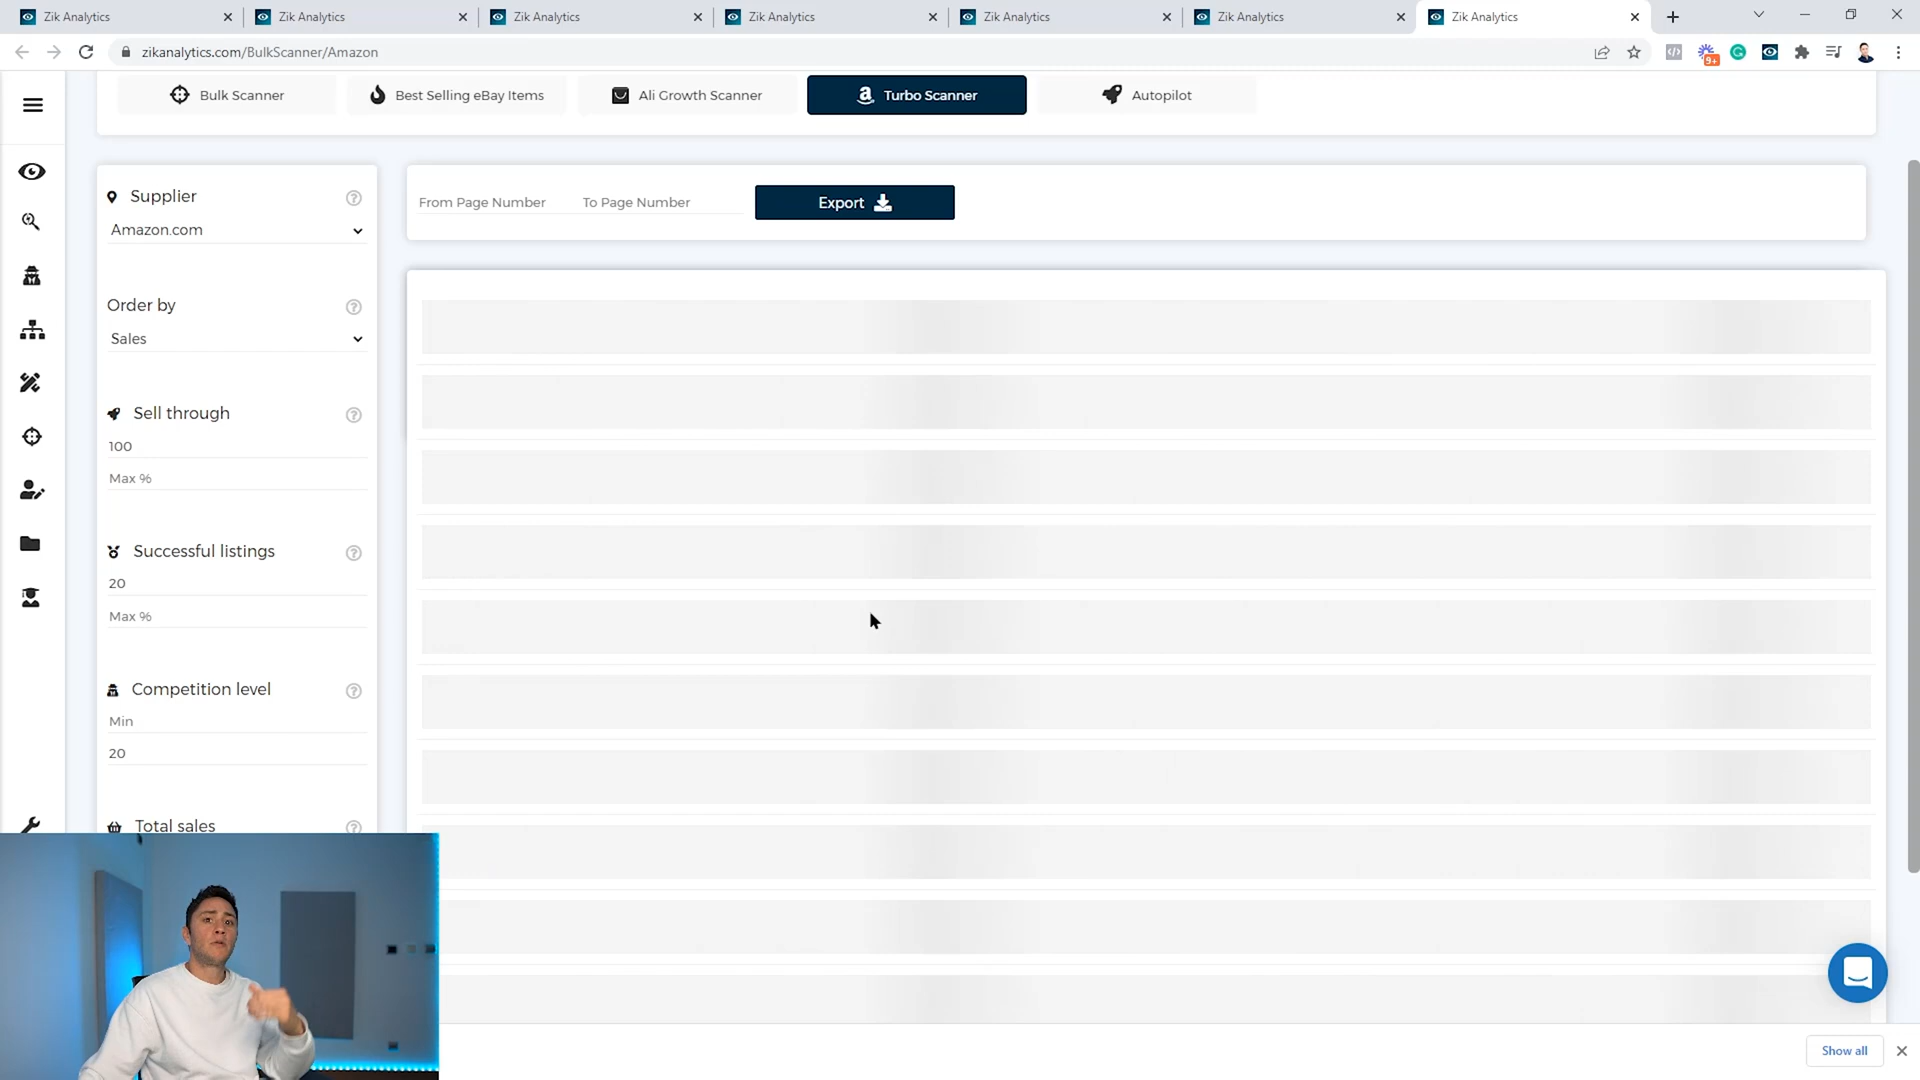 Zik Analytics Zik Analytics Zik Analytics Zik Analytics Zik Analytics Zik Analytics Zik Analytics
zikanalytics.com/BulkScanner/Amazon
9+
Bulk Scanner Best Selling eBay Items Ali Growth Scanner Turbo Scanner Autopilot
Supplier
Amazon.com
From Page Number To Page Number Export
Order by
Sales
Sell through
100
Max %
Successful listings
20
Max %
Competition level
Min
20
Total sales
Show all